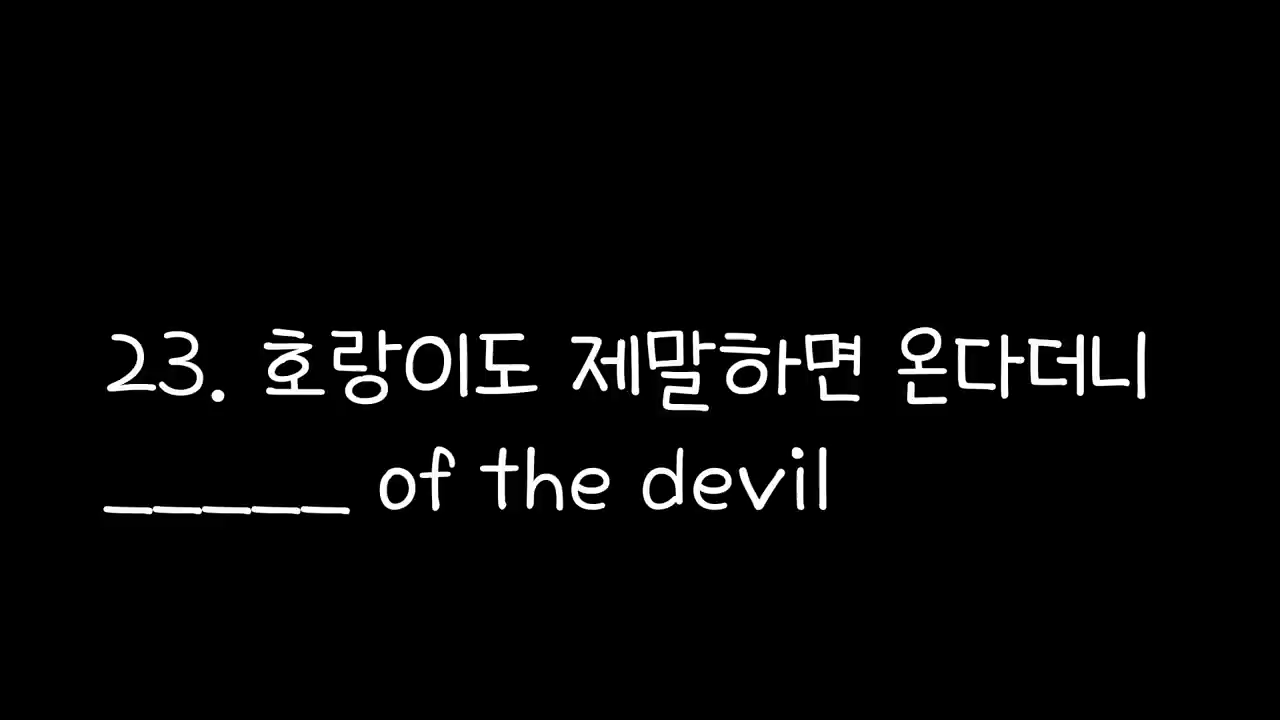 23. 호랑이도 제말하면 온다더니
_____ of the devil